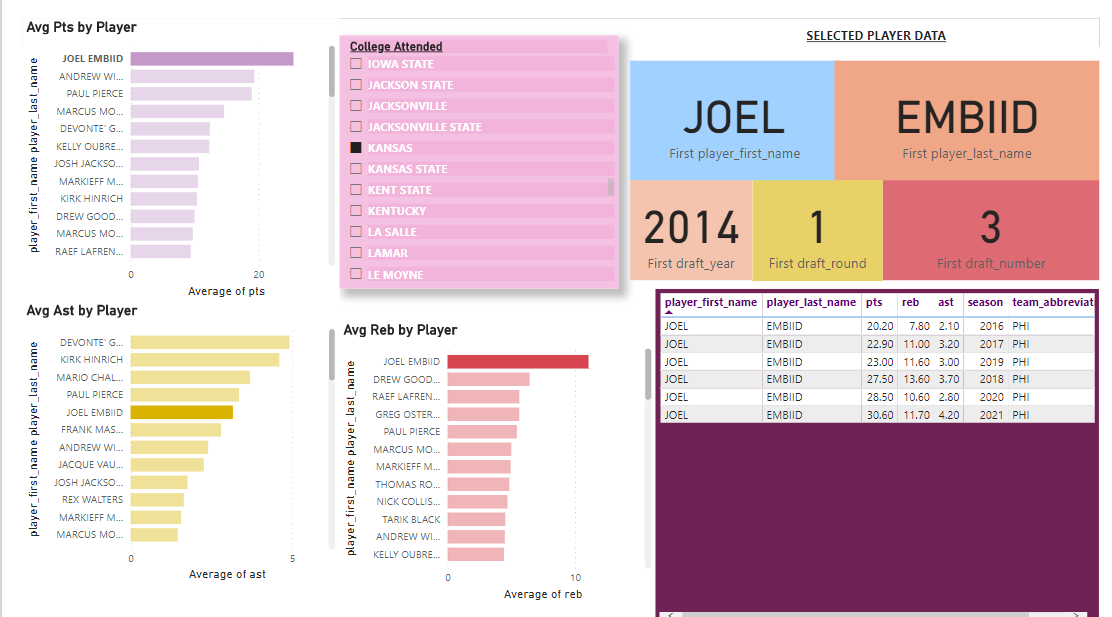 Avg Pts by Player
player_first_name player_last_name
JOEL EMBIID
ANDREW WI...
PAUL PIERCE
MARCUS MO...
DEVONTE' G...
KELLY OUBRE...
JOSH JACKSO...
MARKIEFF M...
KIRK HINRICH
DREW GOOD...
MARCUS MO...
RAEF LAFREN...
0 20
Average of pts
College Attended
IOWA STATE
JACKSON STATE
JACKSONVILLE
JACKSONVILLE STATE
KANSAS
KANSAS STATE
KENT STATE
KENTUCKY
LA SALLE
LAMAR
LE MOYNE
SELECTED PLAYER DATA
JOEL
First player_first_name
EMBIID
First player_last_name
2014
First draft_year
1
First draft_round
3
First draft_number
Avg Ast by Player
player_first_name player_last_name
DEVONTE' G...
KIRK HINRICH
MARIO CHAL...
PAUL PIERCE
JOEL EMBIID
FRANK MAS...
ANDREW WI...
JACQUE VAU...
JOSH JACKSO...
REX WALTERS
MARKIEFF M...
MARCUS MO...
0 5
Average of ast
Avg Reb by Player
player_first_name player_last_name
JOEL EMBIID
DREW GOOD...
RAEF LAFREN...
GREG OSTER...
PAUL PIERCE
MARCUS MO...
MARKIEFF M...
THOMAS RO...
NICK COLLIS...
TARIK BLACK
ANDREW WI...
KELLY OUBRE...
0 10
Average of reb
player_first_name player_last_name pts reb ast season team_abbreviat
JOEL EMBIID 20.20 7.80 2.10 2016 PHI
JOEL EMBIID 22.90 11.00 3.20 2017 PHI
JOEL EMBIID 23.00 11.60 3.00 2019 PHI
JOEL EMBIID 27.50 13.60 3.70 2018 PHI
JOEL EMBIID 28.50 10.60 2.80 2020 PHI
JOEL EMBIID 30.60 11.70 4.20 2021 PHI